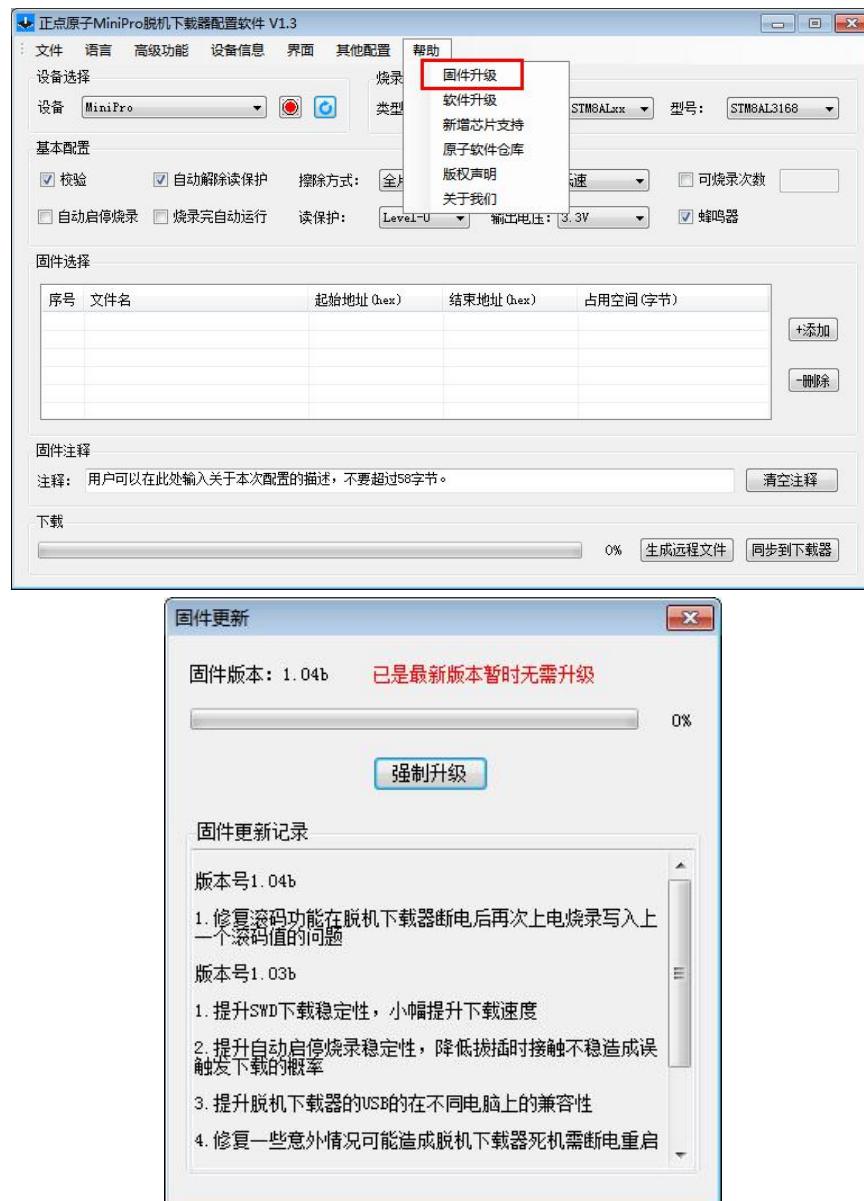 正点原子MiniPro脱机下载器配置软件 V1.3
文件 语言 高级功能 设备信息 界面 其他配置 帮助
固件升级
软件升级
新增芯片支持
原子软件仓库
版权声明
关于我们
设备选择 烧录
设备 MiniPro 类型 STM8ALxx 型号： STM8AL3168
基本配置
校验 自动解除读保护 擦除方式： 全片 速 可烧录次数
自动启停烧录 烧录完自动运行 读保护： Level-0 输出电压： 3.3V 蜂鸣器
固件选择
序号 文件名 起始地址(hex) 结束地址(hex) 占用空间(字节)
+添加
-删除
固件注释
注释： 用户可以在此处输入关于本次配置的描述，不要超过58字节。 清空注释
下载
0% 生成远程文件 同步到下载器
固件更新
固件版本：1.04b 已是最新版本暂时无需升级
0%
强制升级
固件更新记录
版本号1.04b
1.修复滚码功能在脱机下载器断电后再次上电烧录写入上
一个滚码值的问题
版本号1.03b
1.提升SWD下载稳定性，小幅提升下载速度
2.提升自动启停烧录稳定性，降低拔插时接触不稳造成误
触发下载的概率
3.提升脱机下载器的USB的在不同电脑上的兼容性
4.修复一些意外情况可能造成脱机下载器死机需断电重启